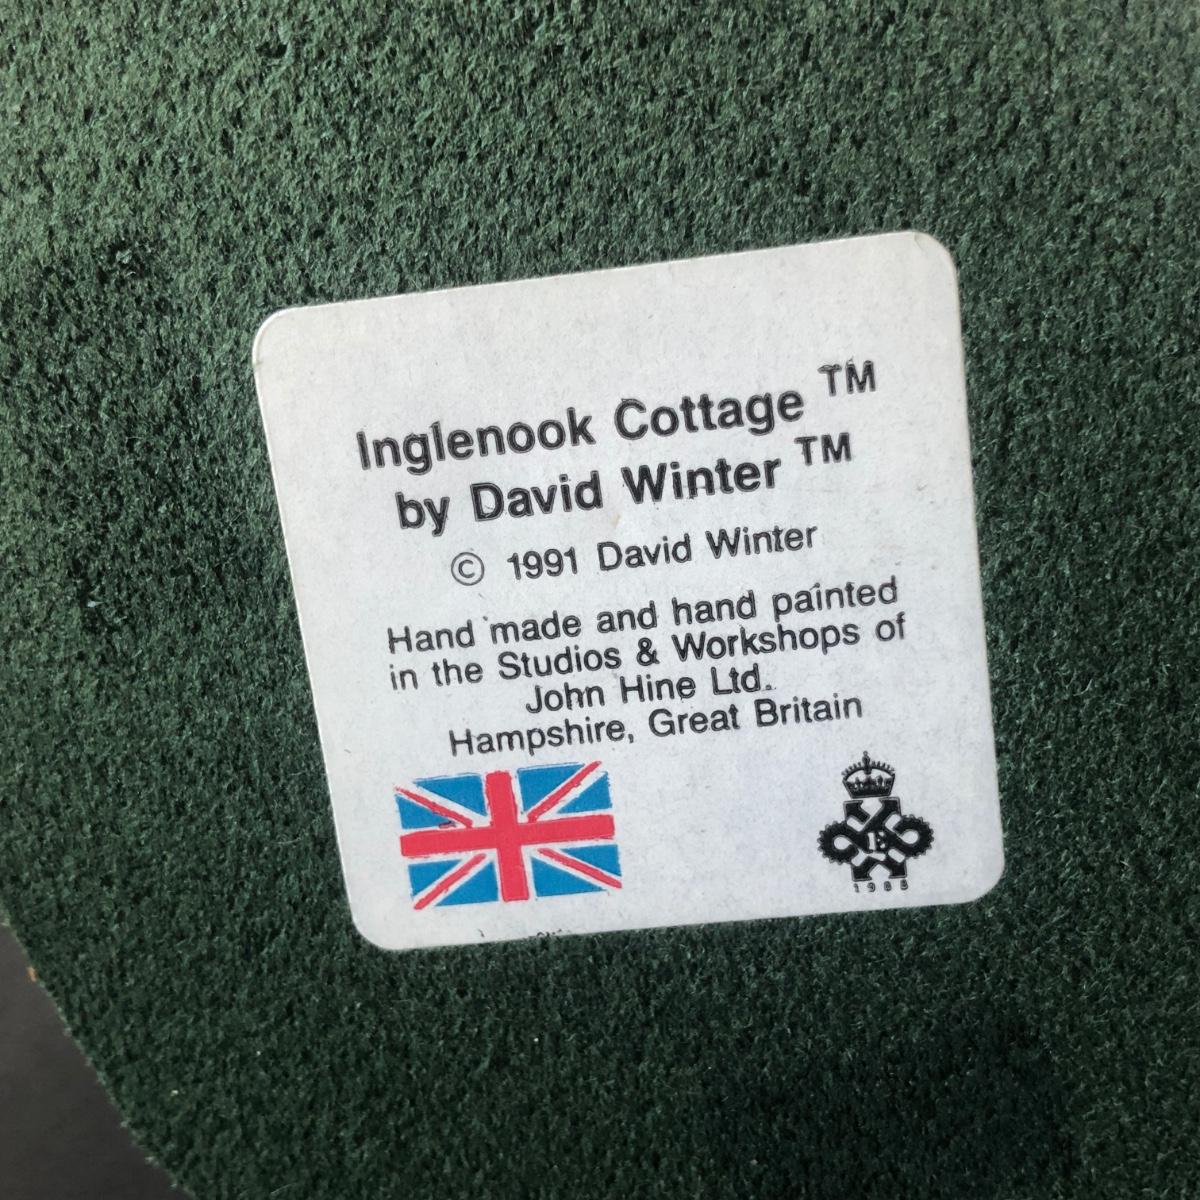 Inglenook Cottage ™
by David Winter ™
© 1991 David Winter
Hand made and hand painted
in the Studios & Workshops of
John Hine Ltd.
Hampshire, Great Britain
E
1988